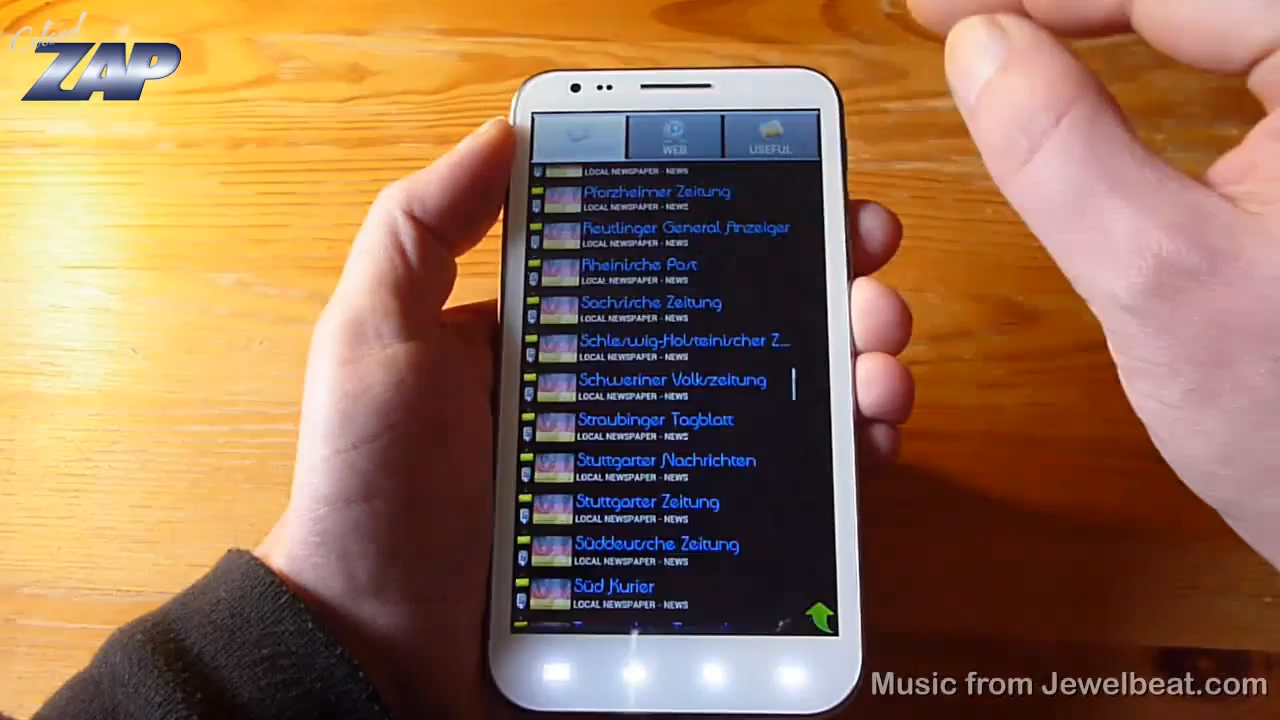 Colonel
ZAP
WEB
USEFUL
LOCAL NEWSPAPER - NEWS
Pforzheimer Zeitung
LOCAL NEWSPAPER - NEWS
Reutlinger General Anzeiger
LOCAL NEWSPAPER - NEWS
Rheinische Post
LOCAL NEWSPAPER - NEWS
Sachsische Zeitung
LOCAL NEWSPAPER - NEWS
Schleswig-Holsteinischer Z...
LOCAL NEWSPAPER - NEWS
Schweriner Volkszeitung
LOCAL NEWSPAPER - NEWS
Straubinger Tagblatt
LOCAL NEWSPAPER - NEWS
Stuttgarter Nachrichten
LOCAL NEWSPAPER - NEWS
Stuttgarter Zeitung
LOCAL NEWSPAPER - NEWS
Süddeutsche Zeitung
LOCAL NEWSPAPER - NEWS
Süd Kurier
LOCAL NEWSPAPER - NEWS
Music from Jewelbeat.com